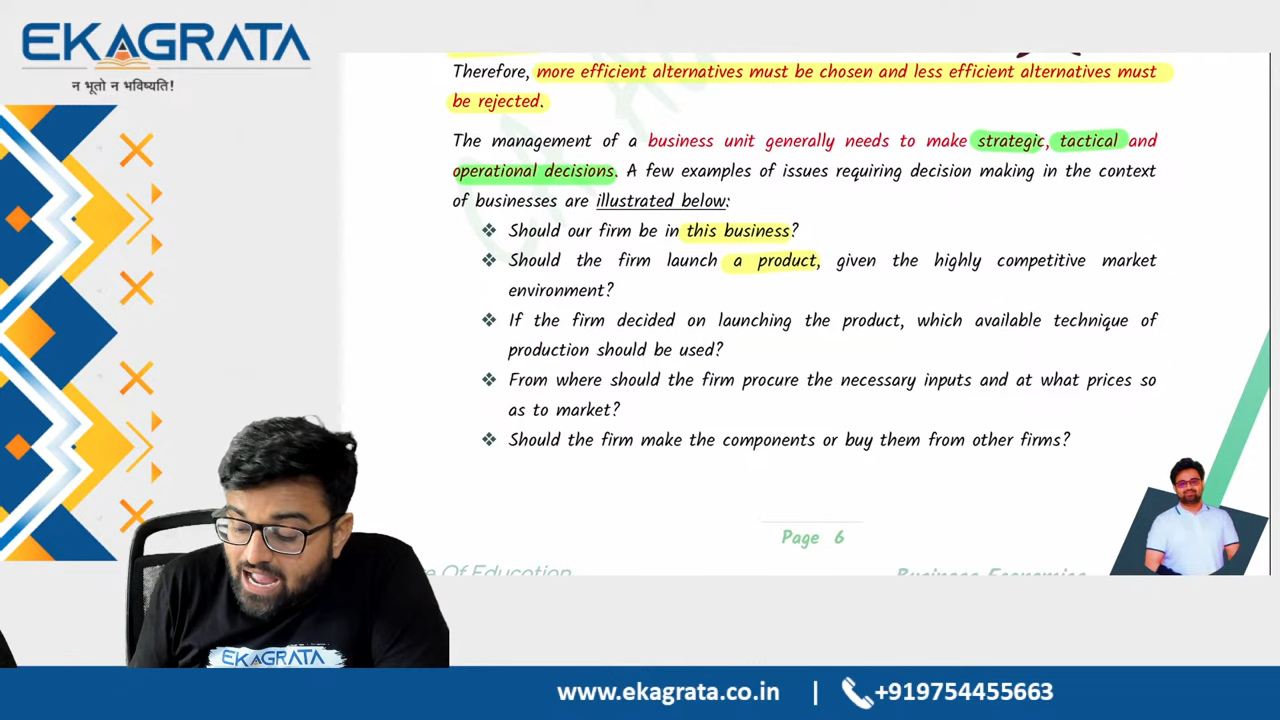 EKAGRATA
न भूतो न भविष्यति!
Therefore, more efficient alternatives must be chosen and less efficient alternatives must
be rejected.
The management of a business unit generally needs to make strategic, tactical and
operational decisions. A few examples of issues requiring decision making in the context
of businesses are illustrated below:
❖ Should our firm be in this business?
❖ Should the firm launch a product, given the highly competitive market
environment?
❖ If the firm decided on launching the product, which available technique of
production should be used?
❖ From where should the firm procure the necessary inputs and at what prices so
as to market?
❖ Should the firm make the components or buy them from other firms?
Page 6
Of Education
Business Economics
EKAGRATA
www.ekagrata.co.in | +919754455663